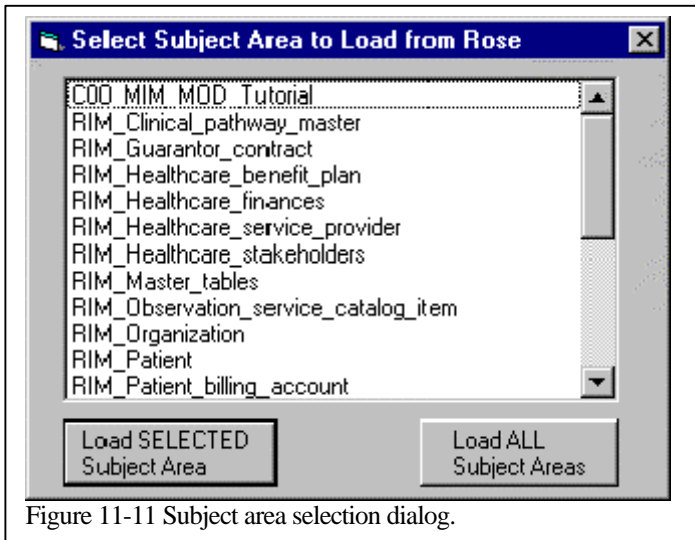 Select Subject Area to Load from Rose
C00_MIM_MOD_Tutorial
RIM_Clinical_pathway_master
RIM_Guarantor_contract
RIM_Healthcare_benefit_plan
RIM_Healthcare_finances
RIM_Healthcare_service_provider
RIM_Healthcare_stakeholders
RIM_Master_tables
RIM_Observation_service_catalog_item
RIM_Organization
RIM_Patient
RIM_Patient_billing_account
Load SELECTED
Subject Area
Load ALL
Subject Areas
Figure 11-11 Subject area selection dialog.